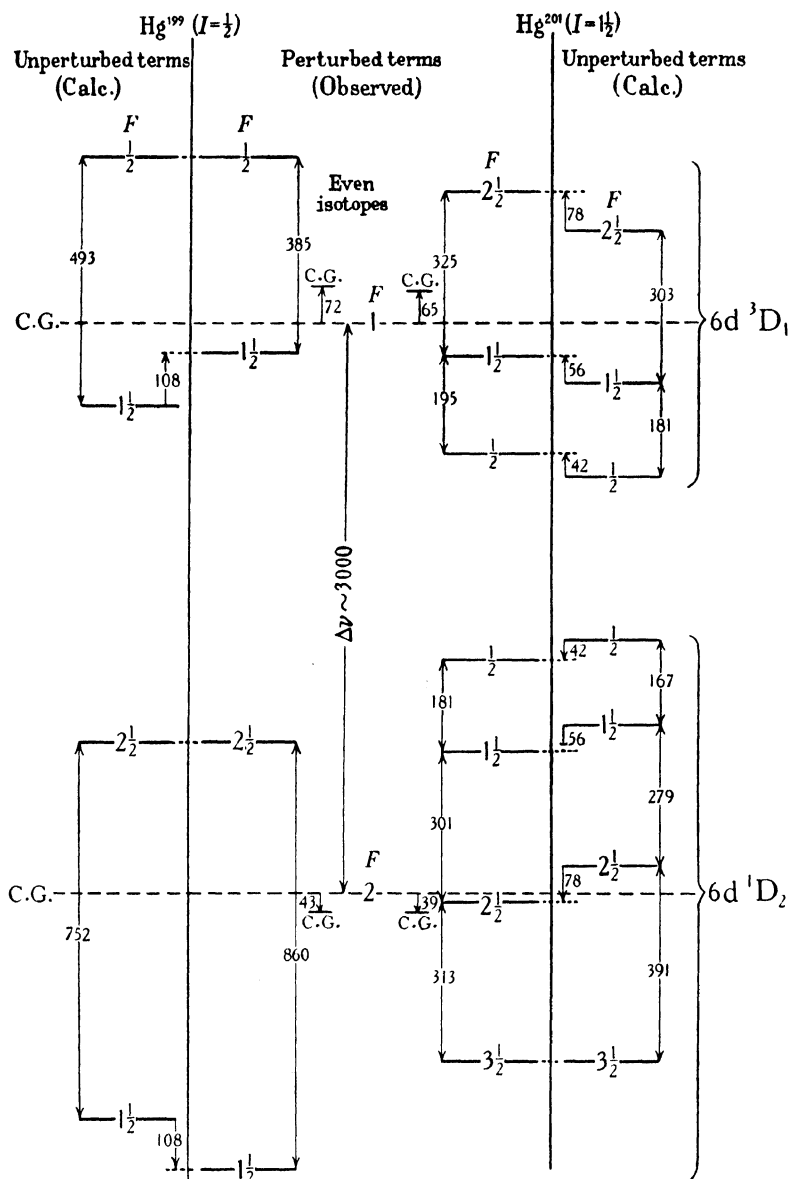 Hg¹⁹⁹ (I=½) Hg²⁰¹ (I=1½)
Unperturbed terms Perturbed terms Unperturbed terms
(Calc.) (Observed) (Calc.)
F F
½ ½
Even
isotopes
F
2½
78
F
2½
493
385
325
303
C.G.
72
C.G.
65
C.G.
F
1
6d ³D₁
1½
108
1½
1½
56
1½
195
181
½
42
½
Δν ~ 3000
½
42
½
181
167
1½
56
1½
2½ 2½
301
279
2½
78
2½
C.G.
F
2
43
C.G.
39
C.G.
6d ¹D₂
752
860
313
391
3½ 3½
1½
108
1½